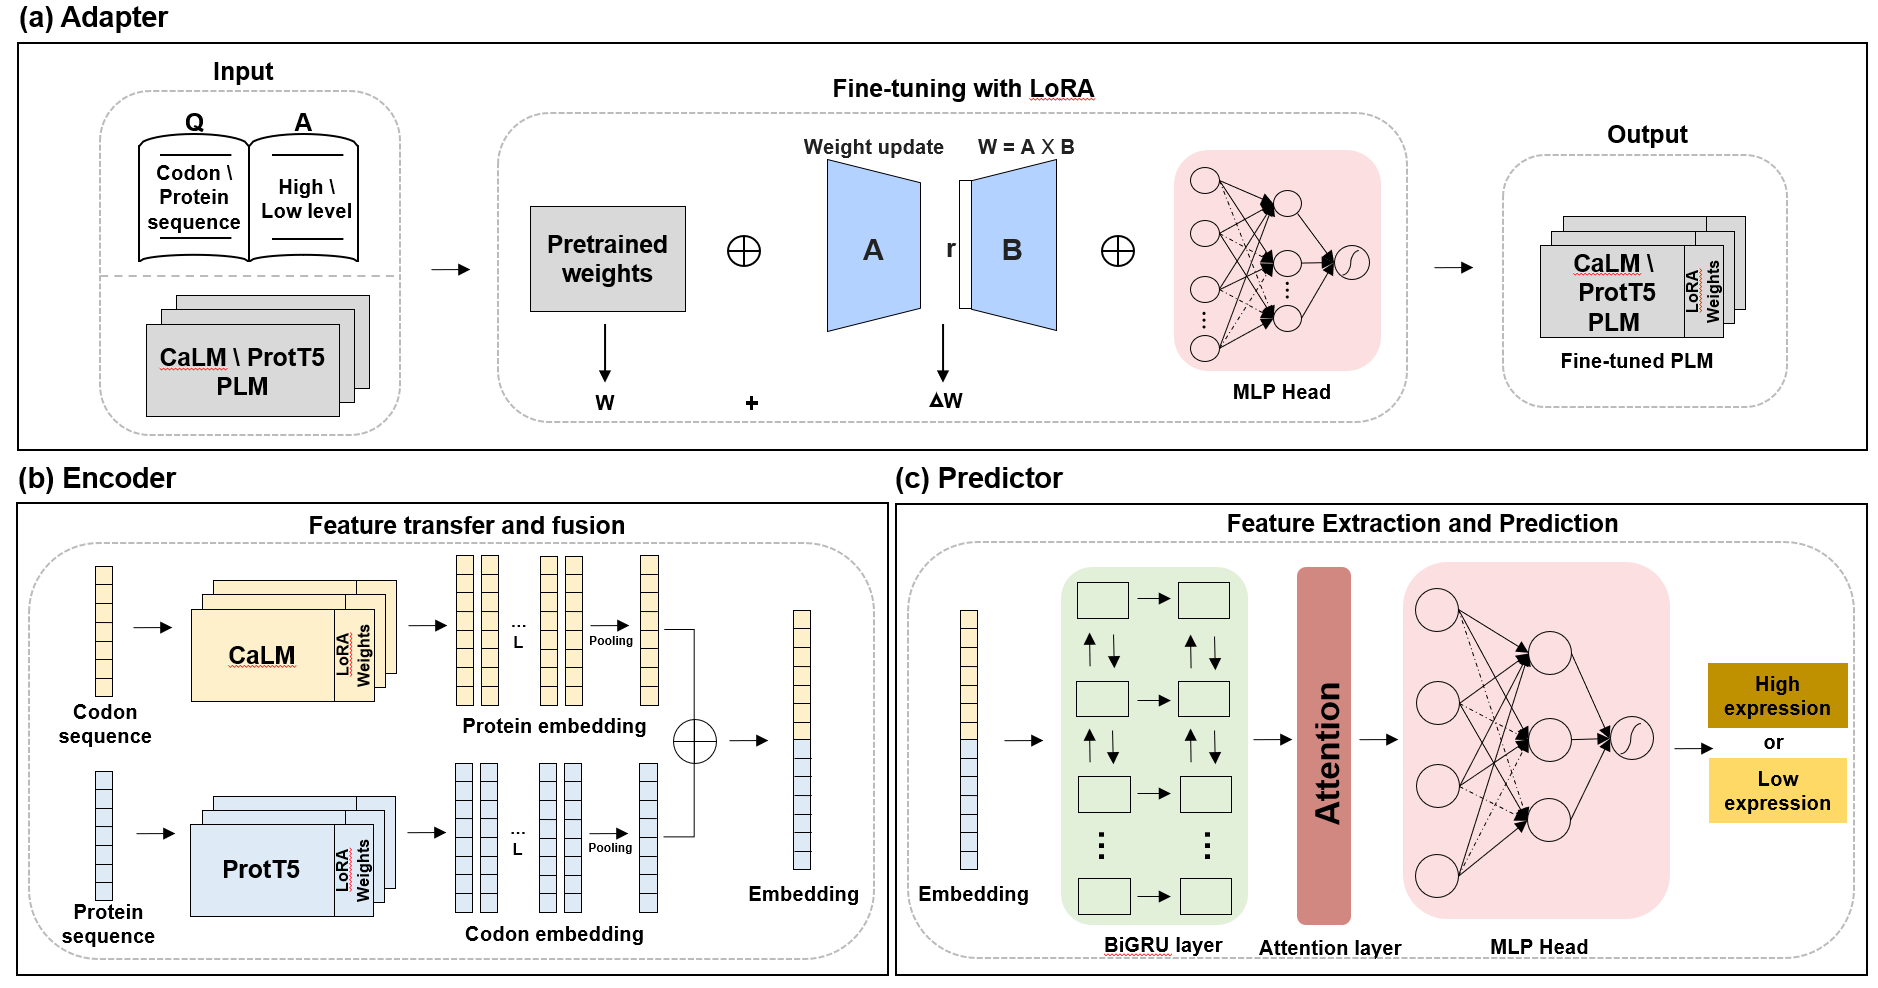 (a) Adapter
Input
Q
A
Codon \
Protein
sequence
High \
Low level
CaLM \ ProtT5
PLM
Fine-tuning with LoRA
Weight update
W = A X B
Pretrained
weights
A
r
B
W
+
ΔW
MLP Head
Output
CaLM \
ProtT5
PLM
LoRA
Weights
Fine-tuned PLM
(b) Encoder
Feature transfer and fusion
Codon
sequence
CaLM
LoRA
Weights
...
L
Pooling
Protein embedding
Protein
sequence
ProtT5
LoRA
Weights
...
L
Pooling
Codon embedding
Embedding
(c) Predictor
Feature Extraction and Prediction
Embedding
BiGRU layer
Attention
Attention layer
MLP Head
High
expression
or
Low
expression